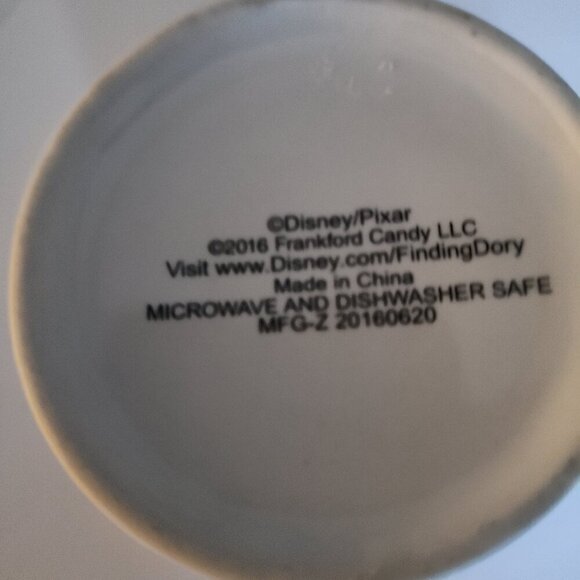 ©Disney/Pixar
©2016 Frankford Candy LLC
Visit www.Disney.com/FindingDory
Made in China
MICROWAVE AND DISHWASHER SAFE
MFG-Z 20160620